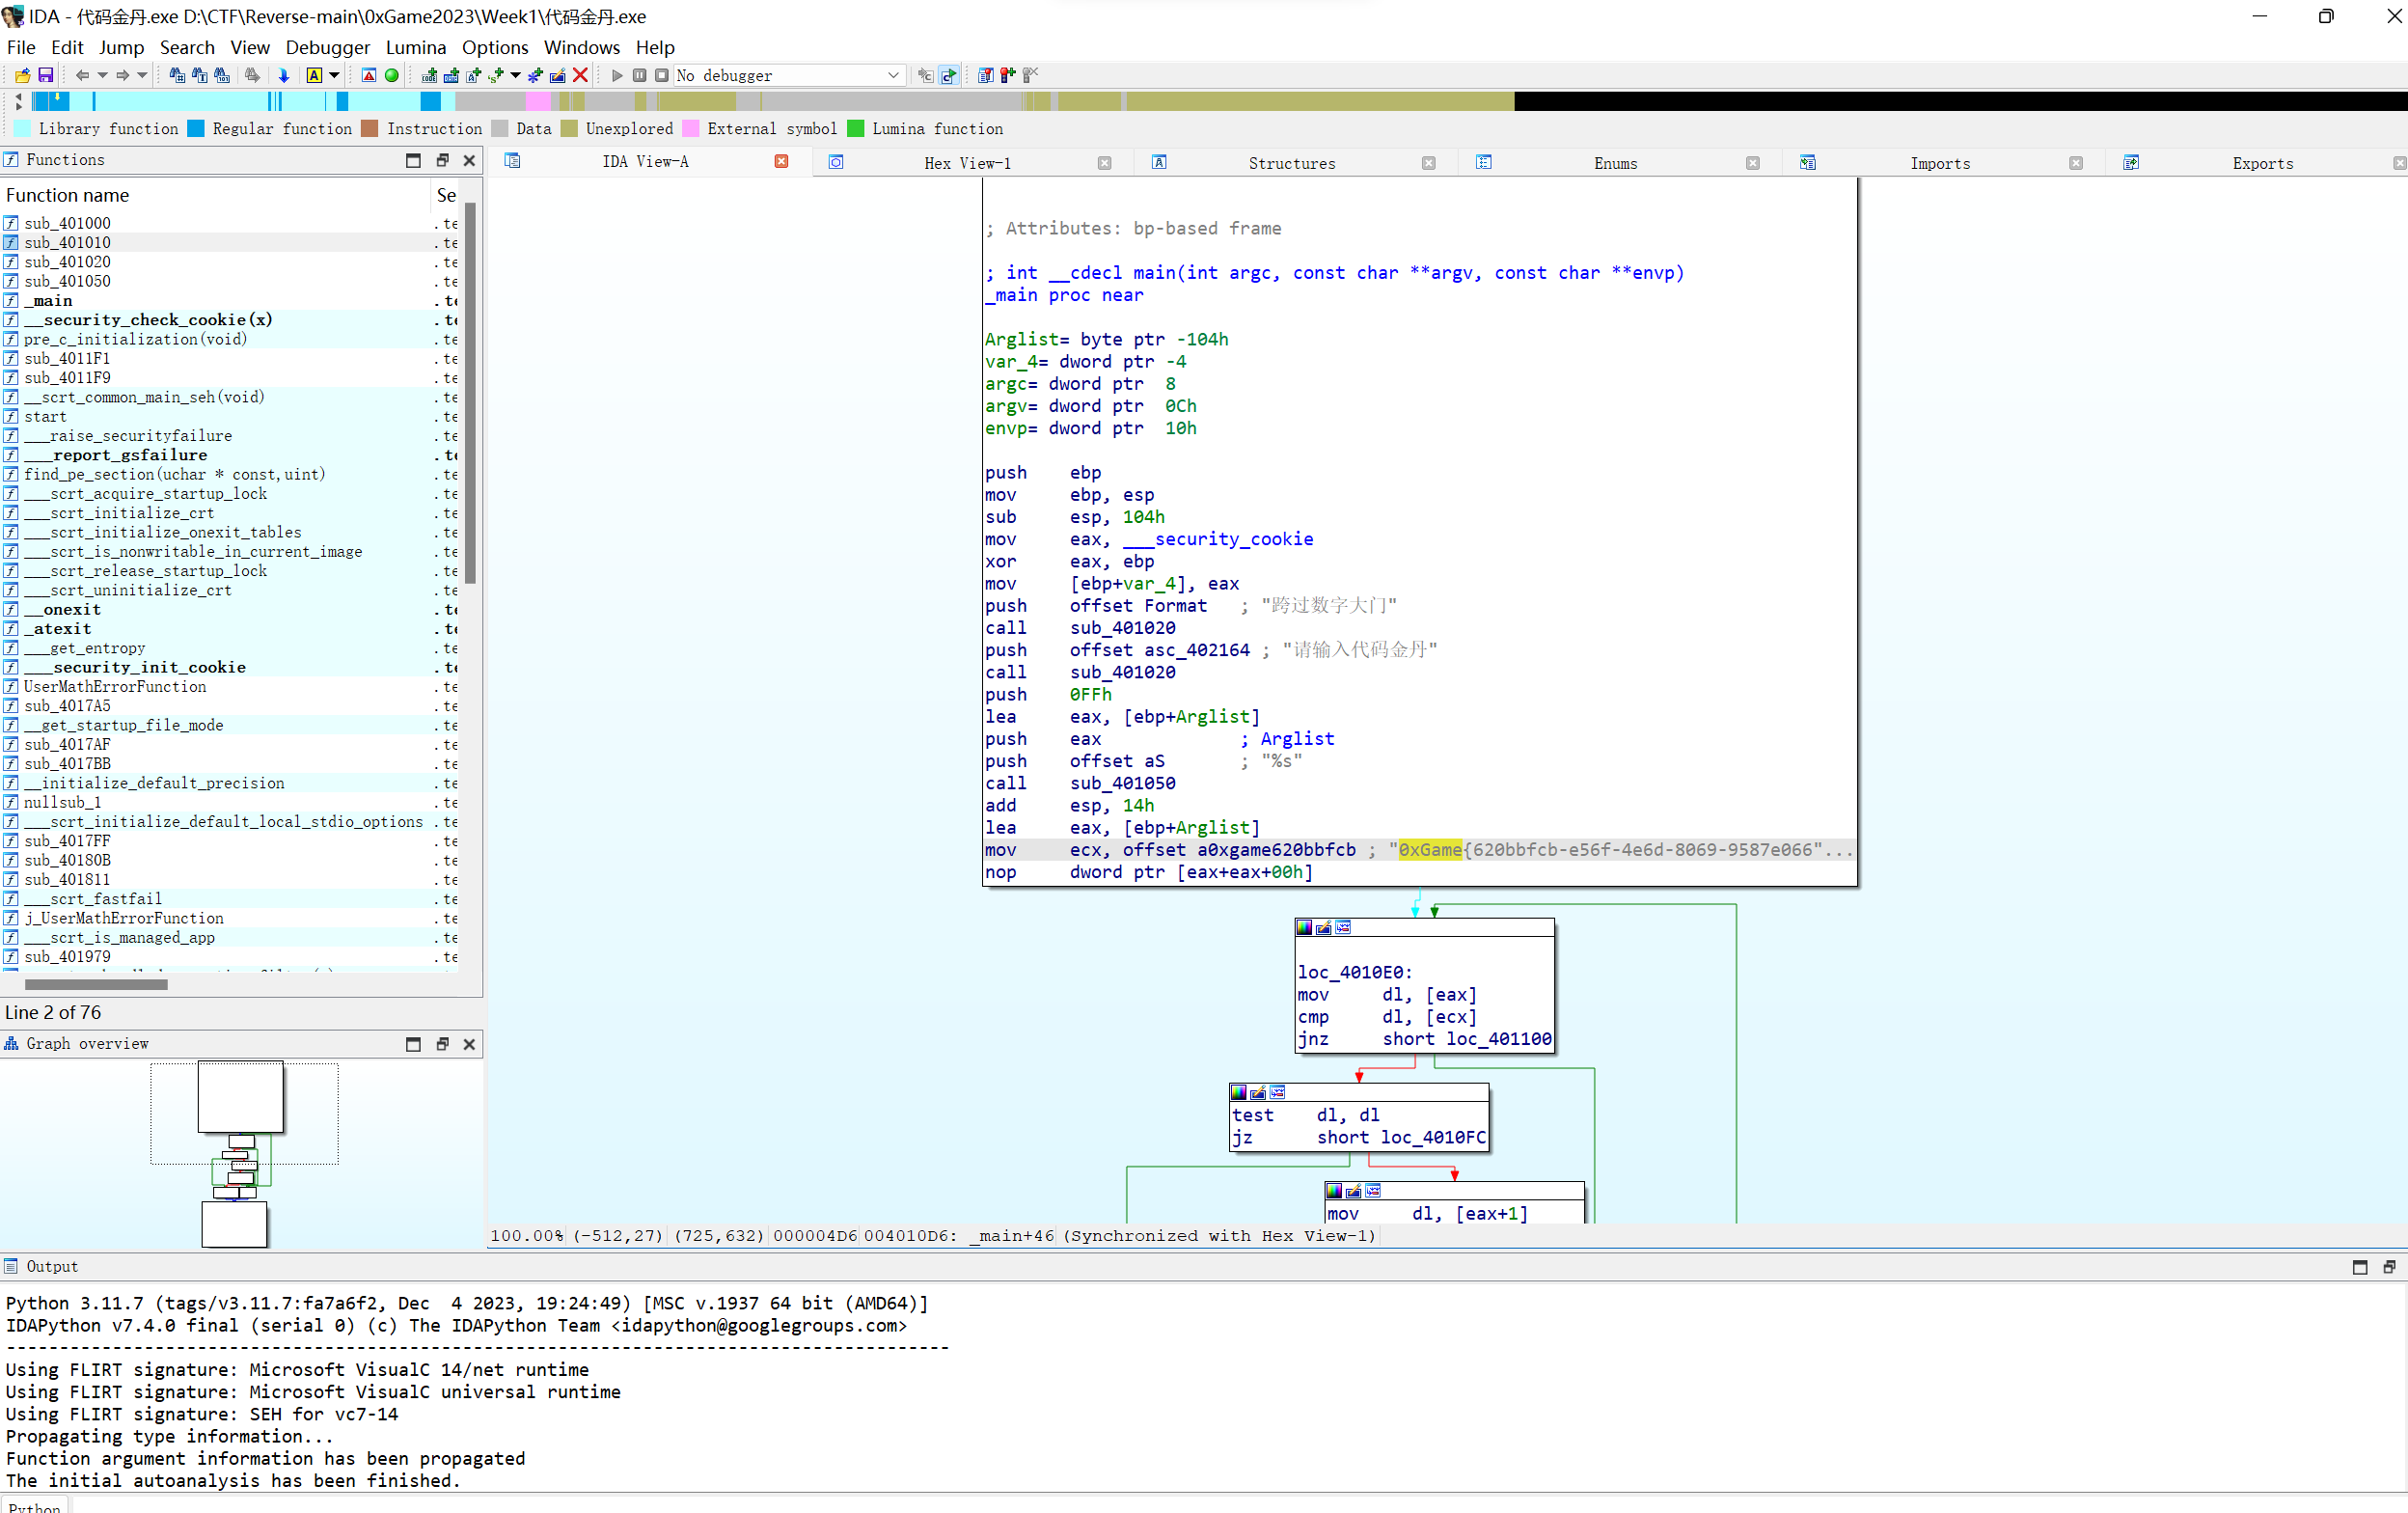 IDA - 代码金丹.exe D:\CTF\Reverse-main\0xGame2023\Week1\代码金丹.exe
File Edit Jump Search View Debugger Lumina Options Windows Help
No debugger
Library function Regular function Instruction Data Unexplored External symbol Lumina function
Functions
Function name Se
sub_401000 .te
sub_401010 .te
sub_401020 .te
sub_401050 .te
_main .te
__security_check_cookie(x) .te
pre_c_initialization(void) .te
sub_4011F1 .te
sub_4011F9 .te
__scrt_common_main_seh(void) .te
start .te
___raise_securityfailure .te
___report_gsfailure .te
find_pe_section(uchar * const,uint) .te
___scrt_acquire_startup_lock .te
___scrt_initialize_crt .te
___scrt_initialize_onexit_tables .te
___scrt_is_nonwritable_in_current_image .te
___scrt_release_startup_lock .te
___scrt_uninitialize_crt .te
__onexit .te
_atexit .te
___get_entropy .te
___security_init_cookie .te
UserMathErrorFunction .te
sub_4017A5 .te
__get_startup_file_mode .te
sub_4017AF .te
sub_4017BB .te
__initialize_default_precision .te
nullsub_1 .te
___scrt_initialize_default_local_stdio_options .te
sub_4017FF .te
sub_40180B .te
sub_401811 .te
___scrt_fastfail .te
j_UserMathErrorFunction .te
___scrt_is_managed_app .te
sub_401979 .te
Line 2 of 76
Graph overview
IDA View-A Hex View-1 Structures Enums Imports Exports
; Attributes: bp-based frame
; int __cdecl main(int argc, const char **argv, const char **envp)
_main proc near
Arglist= byte ptr -104h
var_4= dword ptr -4
argc= dword ptr 8
argv= dword ptr 0Ch
envp= dword ptr 10h
push ebp
mov ebp, esp
sub esp, 104h
mov eax, ___security_cookie
xor eax, ebp
mov [ebp+var_4], eax
push offset Format ; "跨过数字大门"
call sub_401020
push offset asc_402164 ; "请输入代码金丹"
call sub_401020
push 0FFh
lea eax, [ebp+Arglist]
push eax ; Arglist
push offset aS ; "%s"
call sub_401050
add esp, 14h
lea eax, [ebp+Arglist]
mov ecx, offset a0xgame620bbfcb ; "0xGame{620bbfcb-e56f-4e6d-8069-9587e066"...
nop dword ptr [eax+eax+00h]
loc_4010E0:
mov dl, [eax]
cmp dl, [ecx]
jnz short loc_401100
test dl, dl
jz short loc_4010FC
mov dl, [eax+1]
100.00% (-512,27) (725,632) 000004D6 004010D6: _main+46 (Synchronized with Hex View-1)
Output
Python 3.11.7 (tags/v3.11.7:fa7a6f2, Dec  4 2023, 19:24:49) [MSC v.1937 64 bit (AMD64)]
IDAPython v7.4.0 final (serial 0) (c) The IDAPython Team <idapython@googlegroups.com>
-----------------------------------------------------------------------------------------
Using FLIRT signature: Microsoft VisualC 14/net runtime
Using FLIRT signature: Microsoft VisualC universal runtime
Using FLIRT signature: SEH for vc7-14
Propagating type information...
Function argument information has been propagated
The initial autoanalysis has been finished.
Python